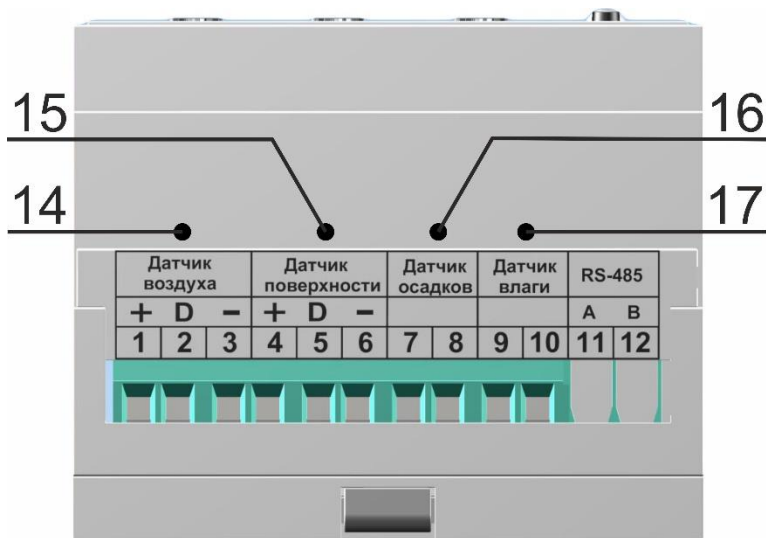 15
16
14
17
Датчик воздуха
Датчик поверхности
Датчик осадков
Датчик влаги
RS-485
+ D − + D − A B
1 2 3 4 5 6 7 8 9 10 11 12